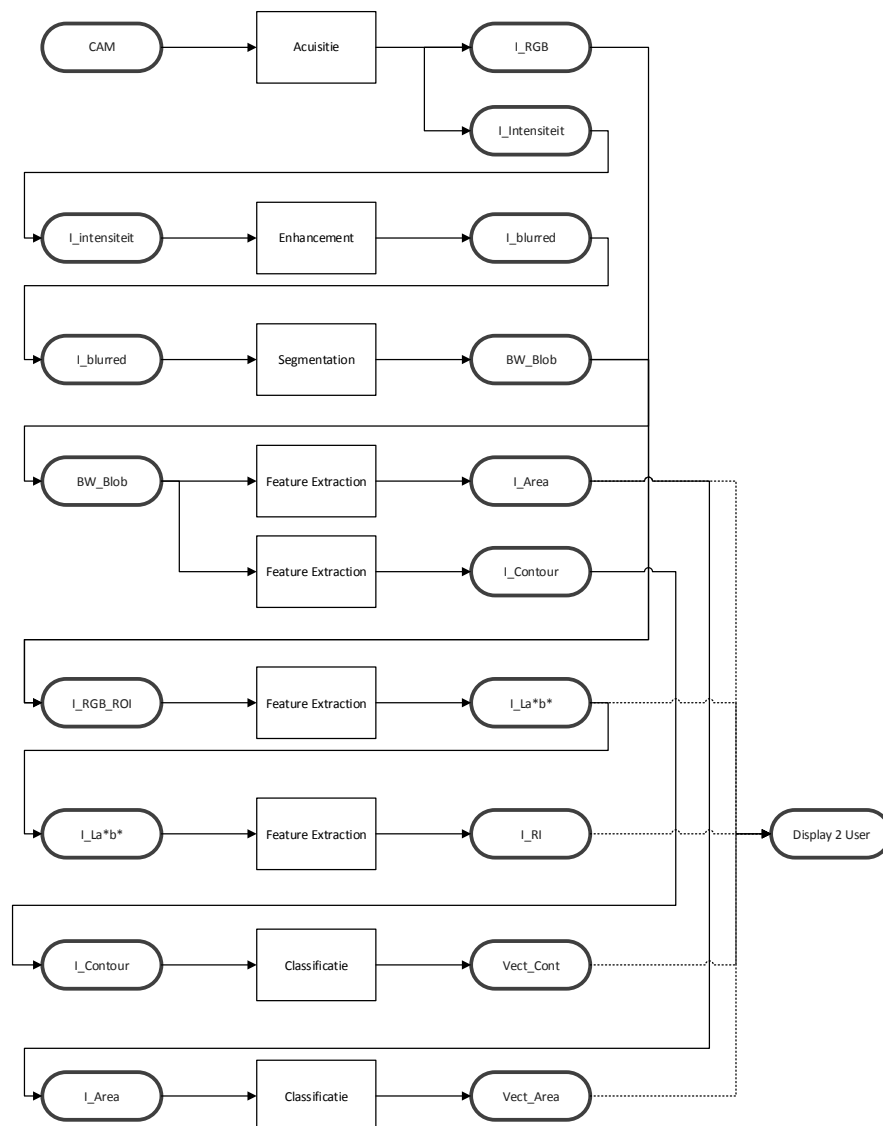 CAM
Acuisitie
I_RGB
I_Intensiteit
I_intensiteit
Enhancement
I_blurred
I_blurred
Segmentation
BW_Blob
BW_Blob
Feature Extraction
I_Area
Feature Extraction
I_Contour
I_RGB_ROI
Feature Extraction
I_La*b*
I_La*b*
Feature Extraction
I_RI
Display 2 User
I_Contour
Classificatie
Vect_Cont
I_Area
Classificatie
Vect_Area